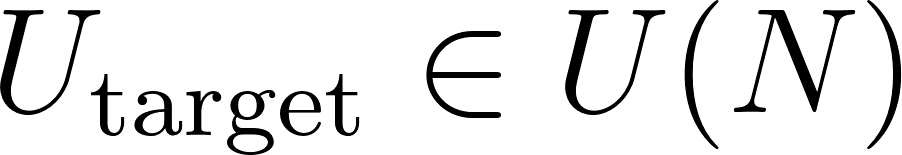 U_target ∈ U(N)